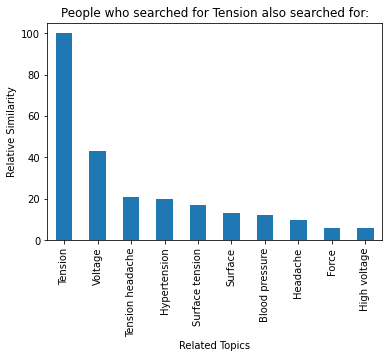 People who searched for Tension also searched for:
100
80
60
40
20
0
Relative Similarity
Tension
Voltage
Tension headache
Hypertension
Surface tension
Surface
Blood pressure
Headache
Force
High voltage
Related Topics